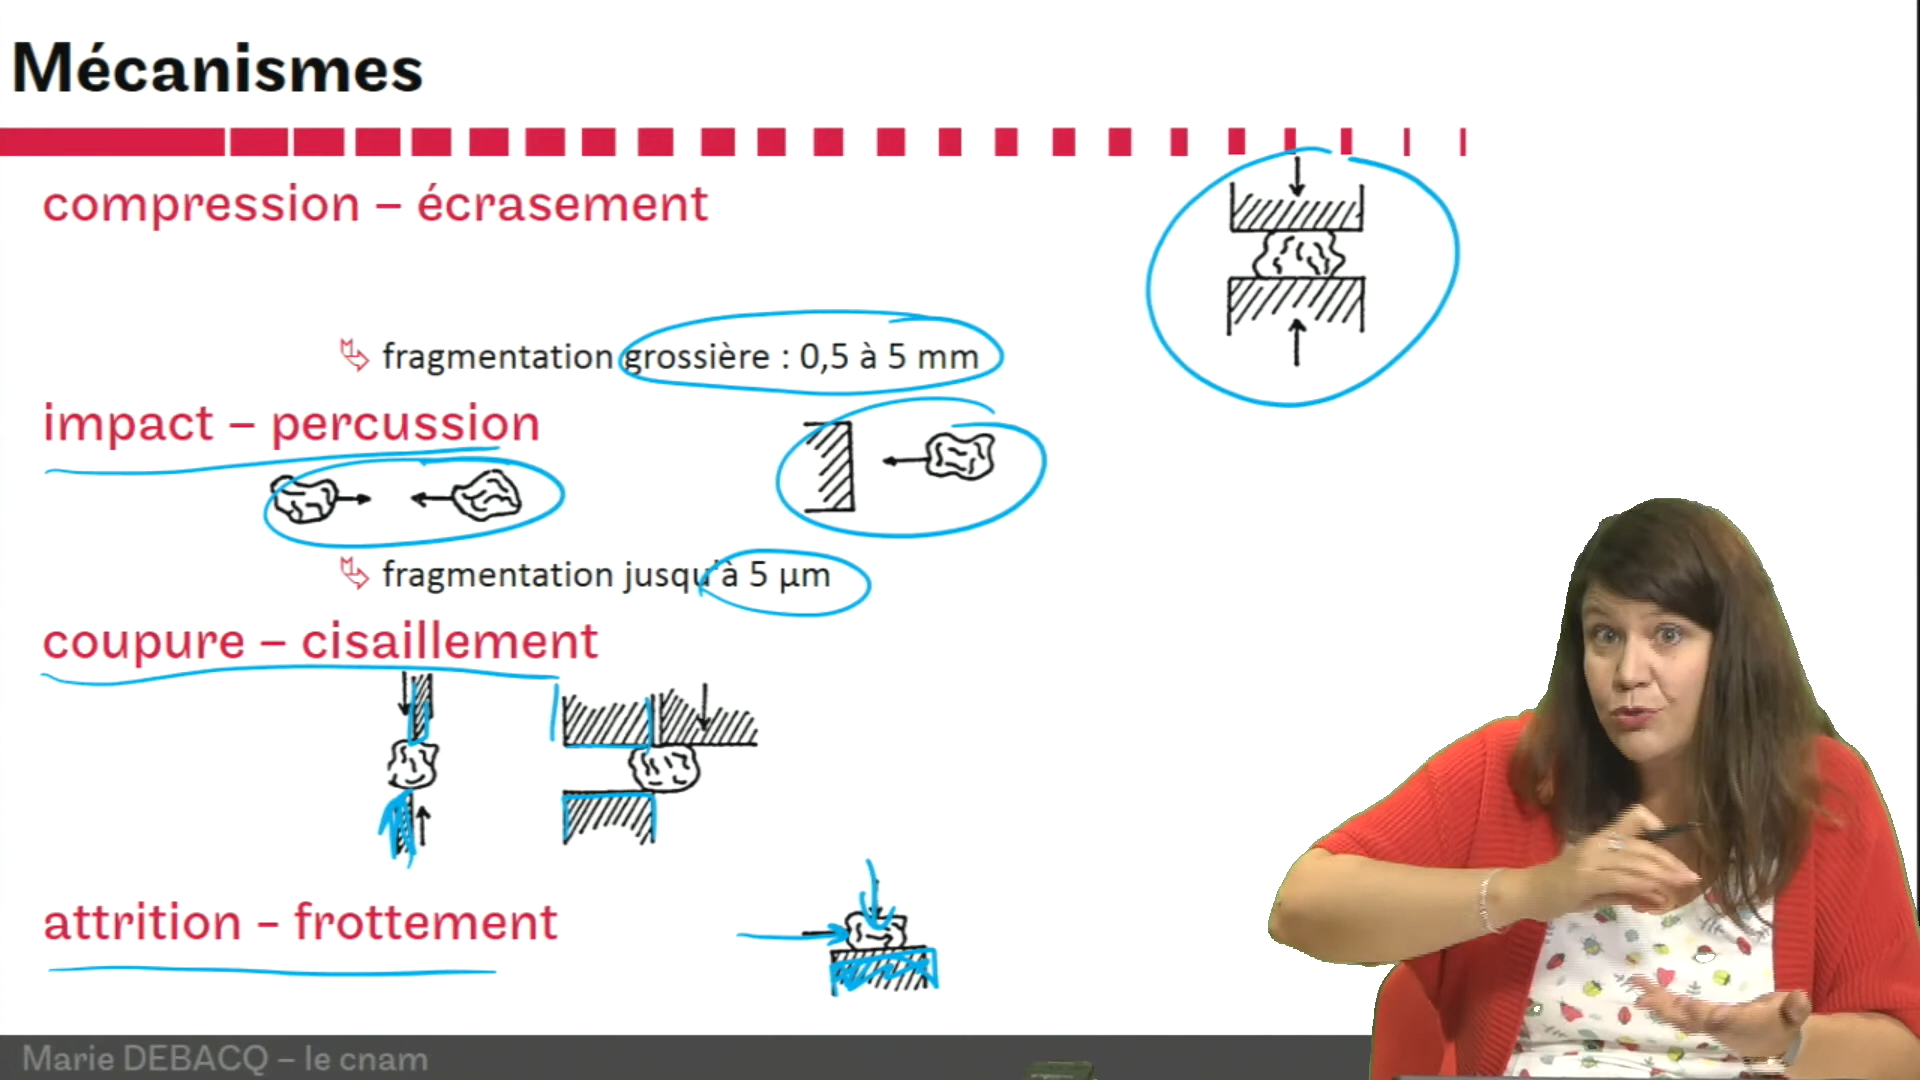 Mécanismes
compression – écrasement
fragmentation grossière : 0,5 à 5 mm
impact – percussion
fragmentation jusqu'à 5 µm
coupure – cisaillement
attrition – frottement
Marie DEBACQ – le cnam